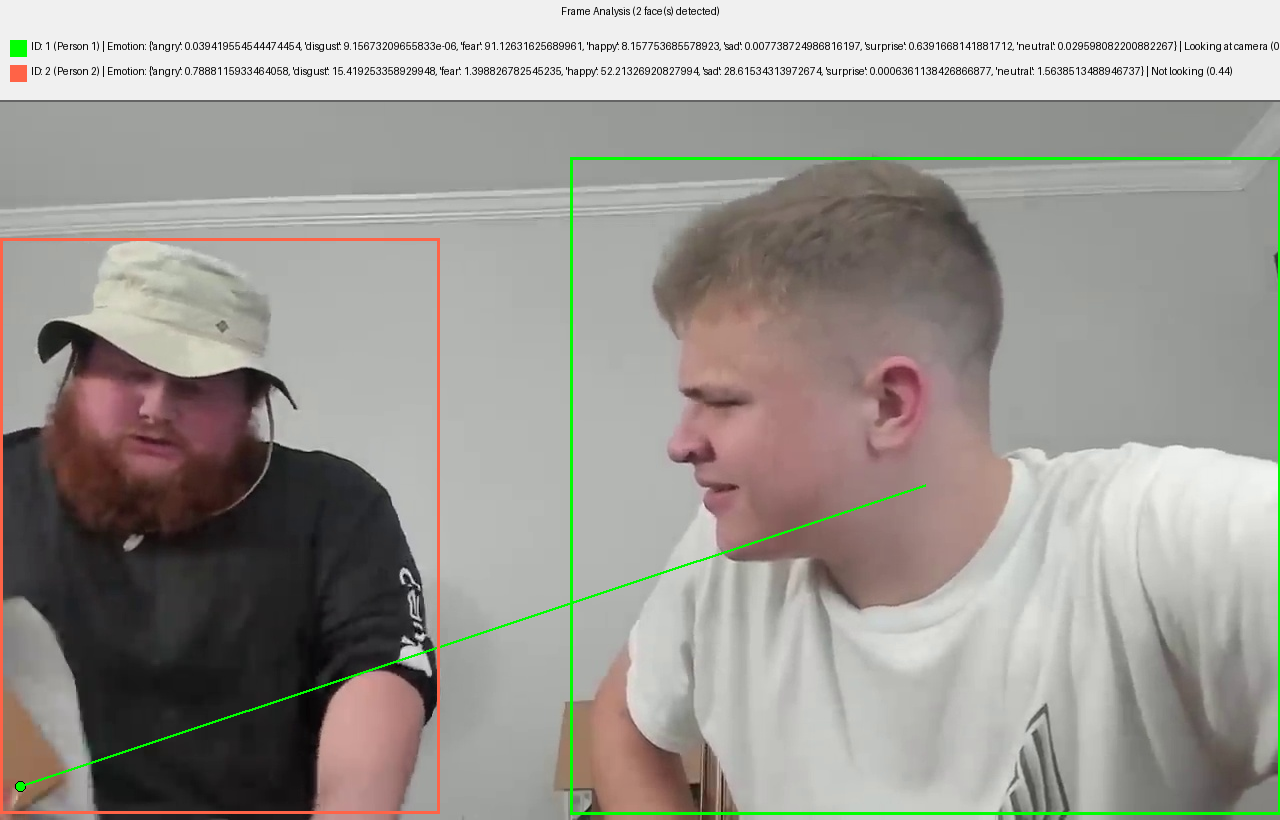 Frame Analysis (2 face(s) detected)
ID: 1 (Person 1) | Emotion: {'angry': 0.039419554544474454, 'disgust': 9.15673209655833e-06, 'fear': 91.12631625689961, 'happy': 8.157753685578923, 'sad': 0.007738724986816197, 'surprise': 0.6391668141881712, 'neutral': 0.029598082200882267} | Looking at camera (0
ID: 2 (Person 2) | Emotion: {'angry': 0.7888115933464058, 'disgust': 15.419253358929948, 'fear': 1.398826782545235, 'happy': 52.21326920827994, 'sad': 28.61534313972674, 'surprise': 0.0006361138426866877, 'neutral': 1.5638513488946737} | Not looking (0.44)